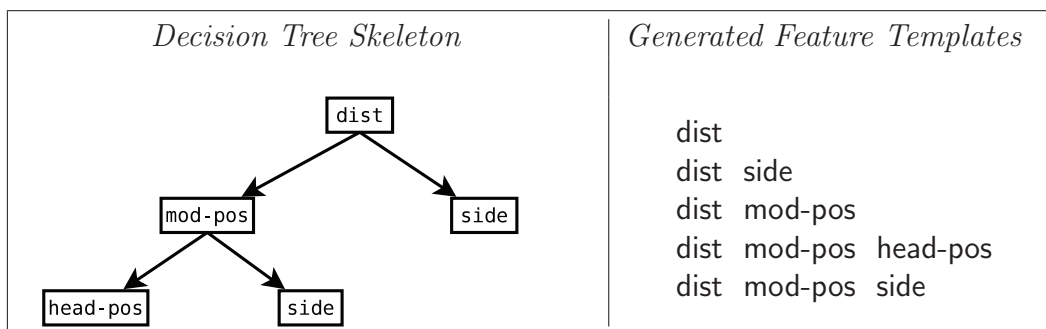 Decision Tree Skeleton
dist
mod-pos side
head-pos side
Generated Feature Templates
dist
dist side
dist mod-pos
dist mod-pos head-pos
dist mod-pos side